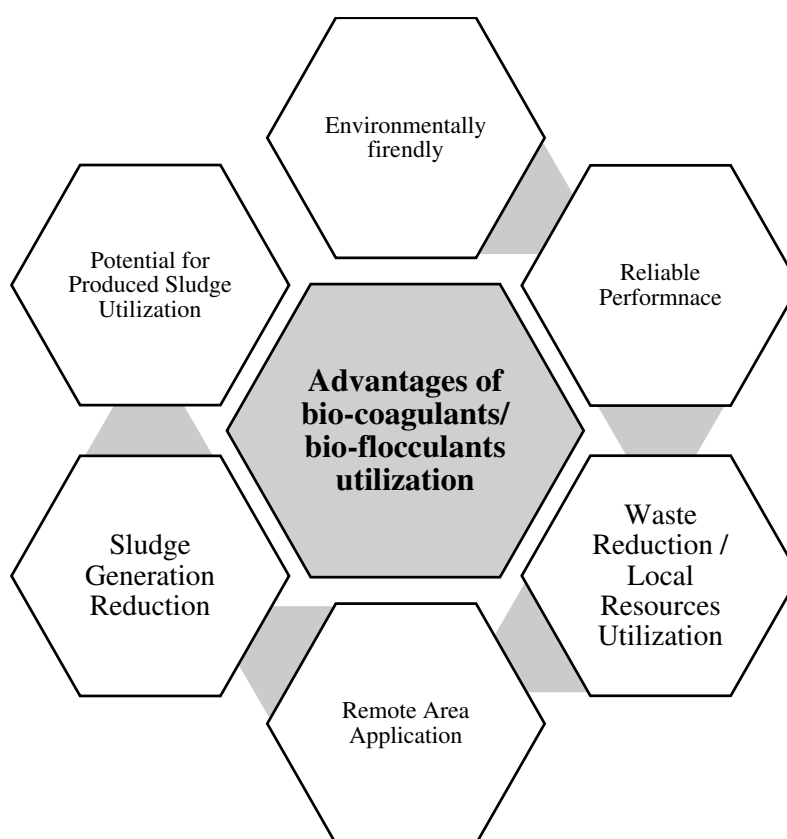 Environmentally
firendly
Reliable
Performnace
Potential for
Produced Sludge
Utilization
Advantages of
bio-coagulants/
bio-flocculants
utilization
Waste
Reduction /
Local
Resources
Utilization
Sludge
Generation
Reduction
Remote Area
Application